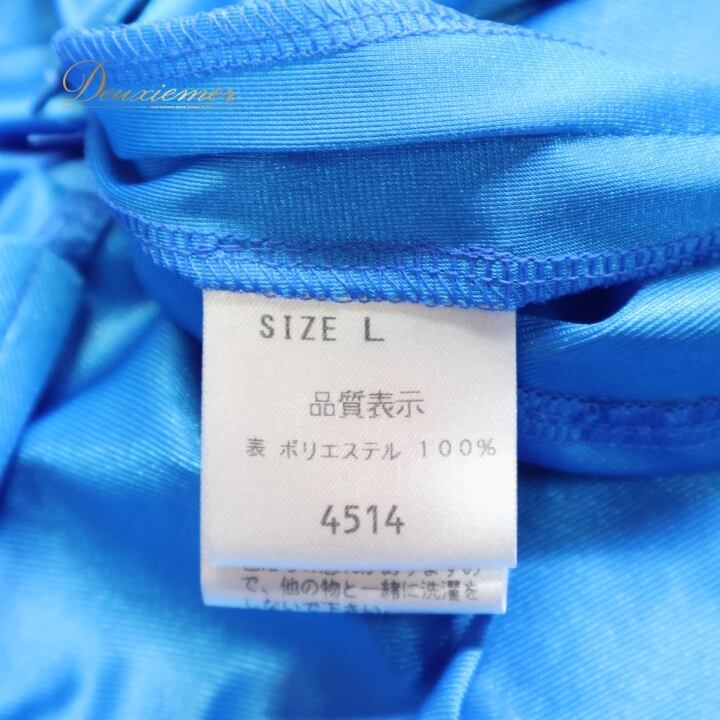 Deuxiemer
SIZE L
品質表示
表 ポリエステル 100%
4514
で、他の物と一緒に洗濯を
しないで下さい